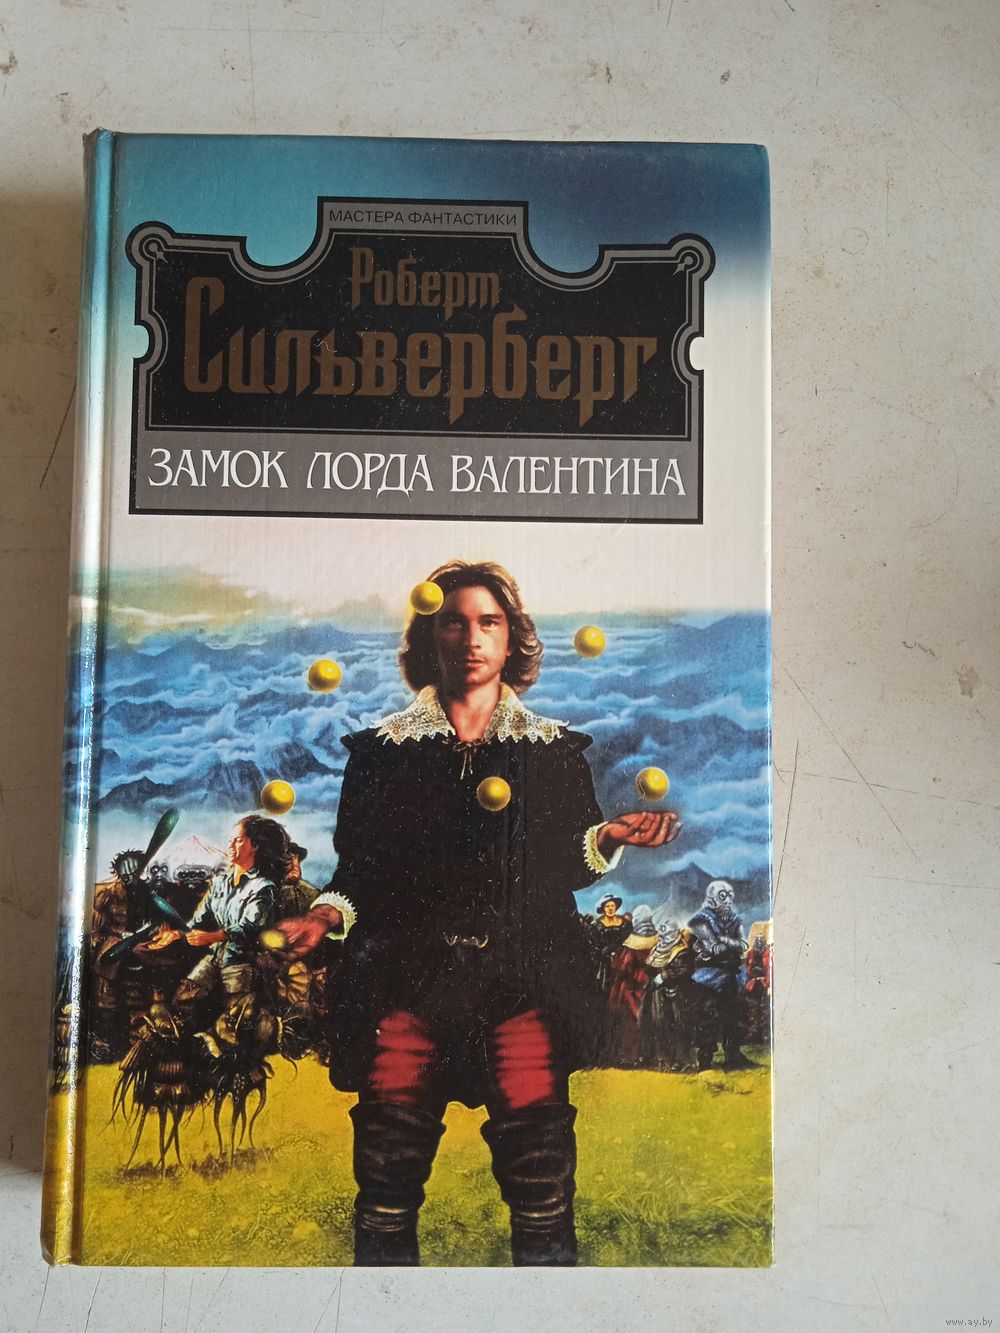 МАСТЕРА ФАНТАСТИКИ
Роберт
Сильверберг
ЗАМОК ЛОРДА ВАЛЕНТИНА
www.ay.by